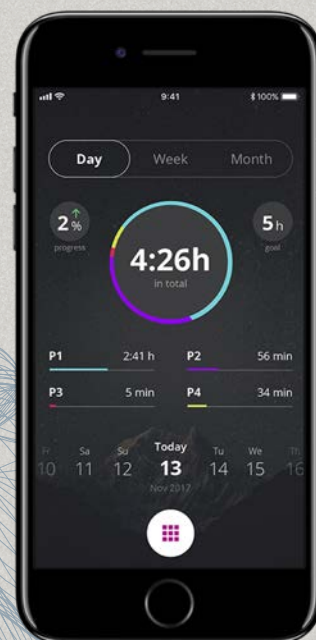 9:41 100%
Day Week Month
2% 5h
progress goal
4:26h
in total
P1 2:41 h P2 56 min
P3 5 min P4 34 min
Fr Sa Su Today Tu We Th
10 11 12 13 14 15 16
Nov 2017